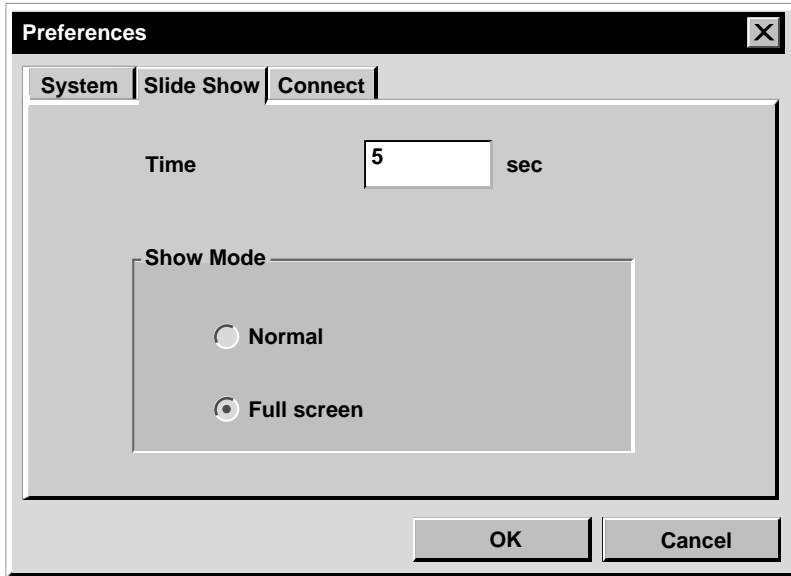 Preferences
System Slide Show Connect
Time 5 sec
Show Mode
Normal
Full screen
OK Cancel